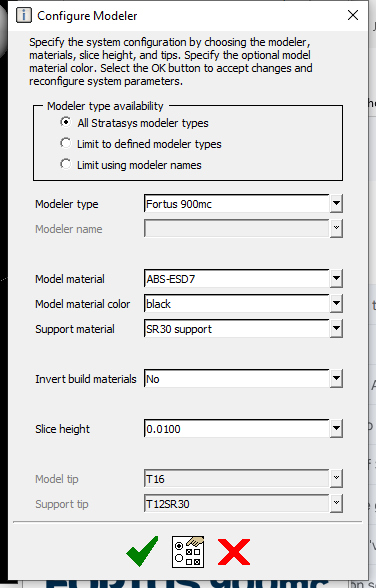 Configure Modeler
Specify the system configuration by choosing the modeler,
materials, slice height, and tips. Specify the optional model
material color. Select the OK button to accept changes and
reconfigure system parameters.
Modeler type availability
All Stratasys modeler types
Limit to defined modeler types
Limit using modeler names
Modeler type Fortus 900mc
Modeler name
Model material ABS-ESD7
Model material color black
Support material SR30 support
Invert build materials No
Slice height 0.0100
Model tip T16
Support tip T12SR30